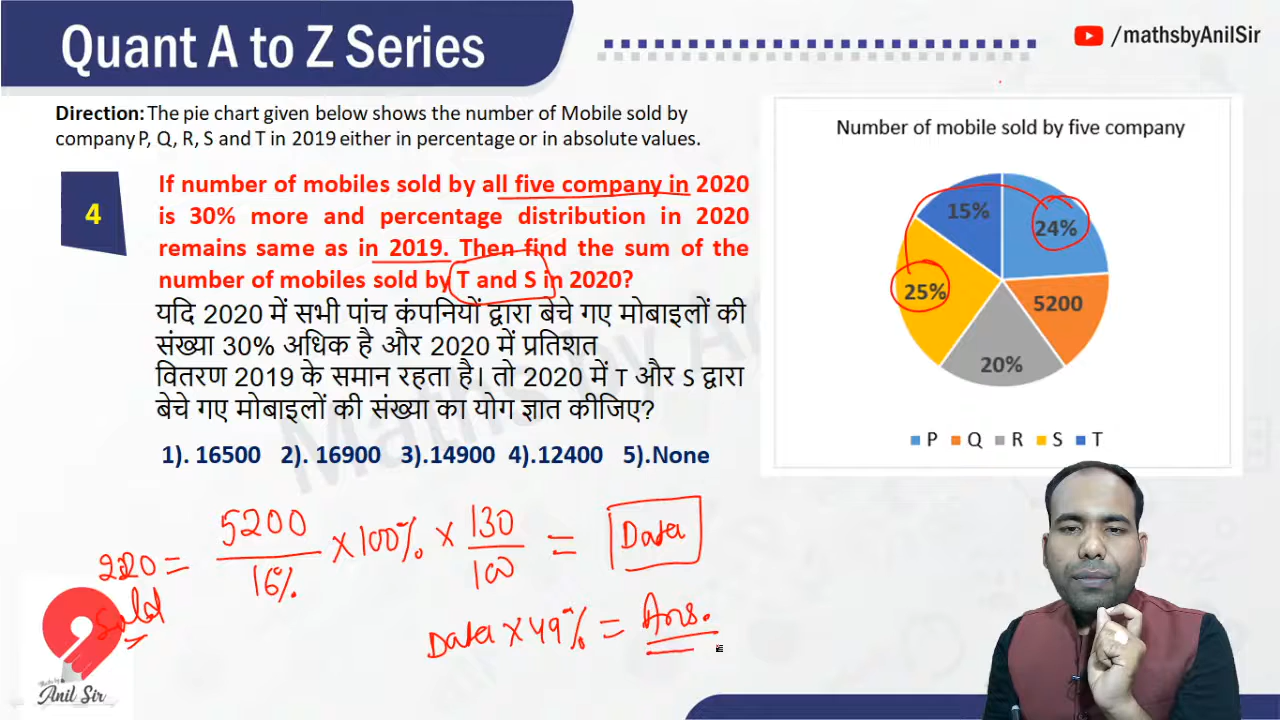 Quant A to Z Series
/mathsbyAnilSir
Direction: The pie chart given below shows the number of Mobile sold by
company P, Q, R, S and T in 2019 either in percentage or in absolute values.
4
If number of mobiles sold by all five company in 2020
is 30% more and percentage distribution in 2020
remains same as in 2019. Then find the sum of the
number of mobiles sold by T and S in 2020?
यदि 2020 में सभी पांच कंपनियों द्वारा बेचे गए मोबाइलों की
संख्या 30% अधिक है और 2020 में प्रतिशत
वितरण 2019 के समान रहता है। तो 2020 में T और S द्वारा
बेचे गए मोबाइलों की संख्या का योग ज्ञात कीजिए?
1). 16500 2). 16900 3).14900 4).12400 5).None
Number of mobile sold by five company
15%
24%
25%
5200
20%
P Q R S T
5200 / 16% × 100% × 130 / 100 = Data
Sold
Data × 49% = Ans.
Maths by
Anil Sir